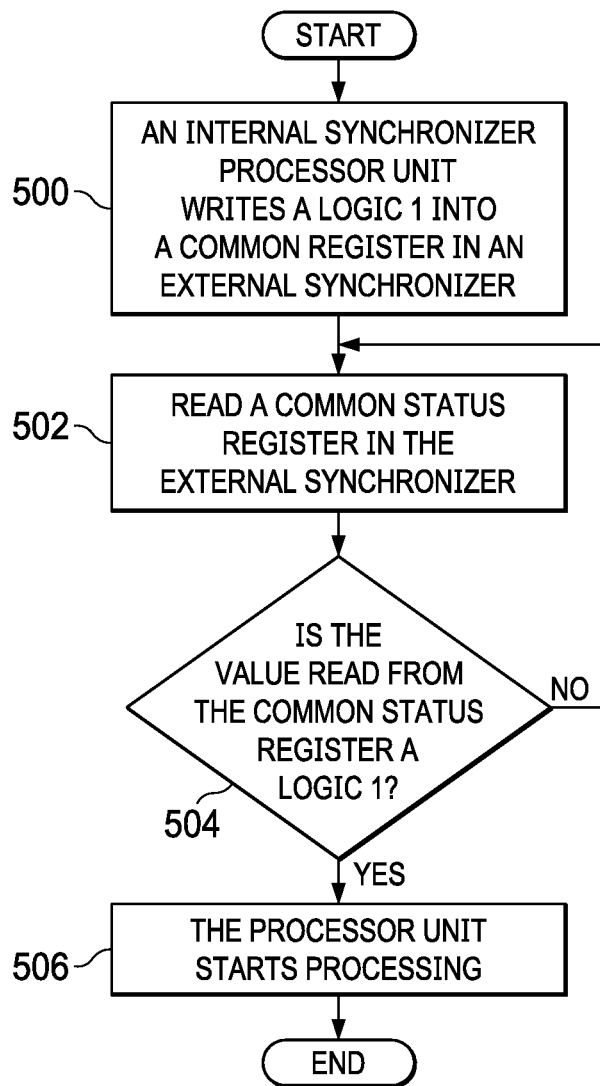 START
500
AN INTERNAL SYNCHRONIZER
PROCESSOR UNIT
WRITES A LOGIC 1 INTO
A COMMON REGISTER IN AN
EXTERNAL SYNCHRONIZER
502
READ A COMMON STATUS
REGISTER IN THE
EXTERNAL SYNCHRONIZER
IS THE
VALUE READ FROM
THE COMMON STATUS
REGISTER A
LOGIC 1?
NO
504
YES
506
THE PROCESSOR UNIT
STARTS PROCESSING
END